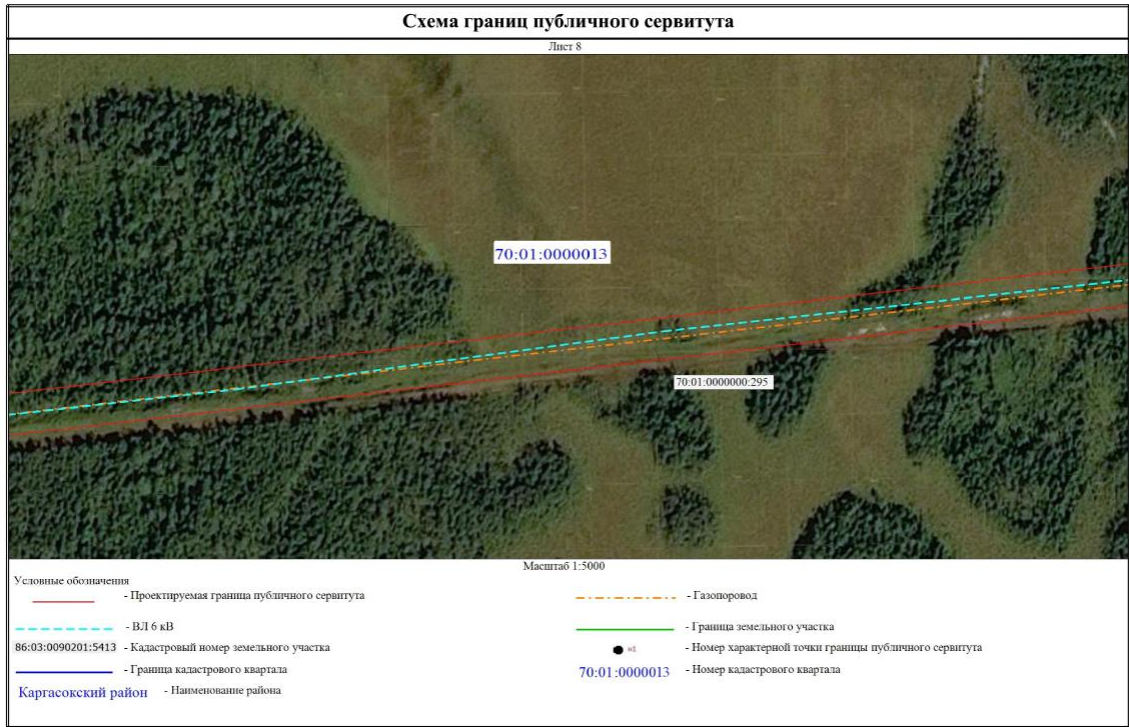 Схема границ публичного сервитута
Лист 8
70:01:0000013
70:01:0000000:295
Масштаб 1:5000
Условные обозначения
- Проектируемая граница публичного сервитута
- Газопоровод
- ВЛ 6 кВ
- Граница земельного участка
86:03:0090201:5413 - Кадастровый номер земельного участка
н1 - Номер характерной точки границы публичного сервитута
- Граница кадастрового квартала
70:01:0000013 - Номер кадастрового квартала
Каргасокский район - Наименование района